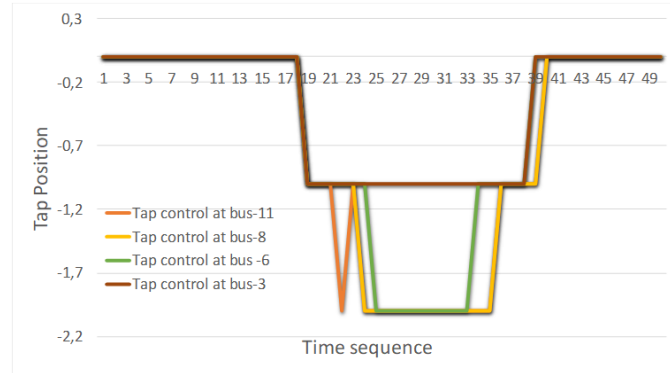 0,3
-0,2
1 3 5 7 9 11 13 15 17 19 21 23 25 27 29 31 33 35 37 39 41 43 45 47 49
-0,7
Tap Position
-1,2
Tap control at bus-11
Tap control at bus-8
Tap control at bus -6
-1,7
Tap control at bus-3
-2,2
Time sequence